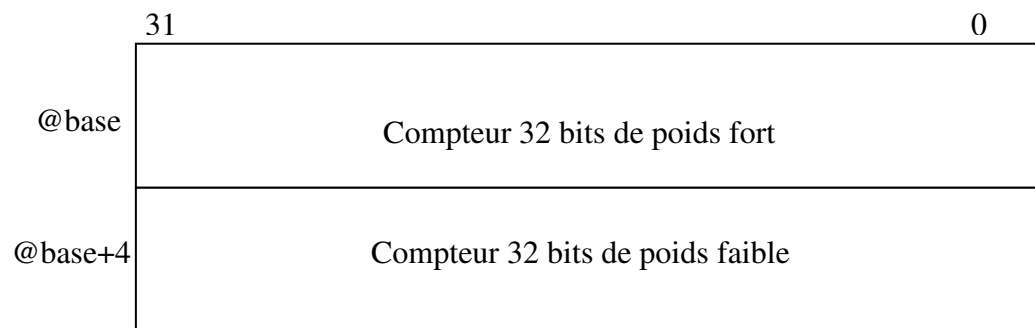 31 0
@base Compteur 32 bits de poids fort
@base+4 Compteur 32 bits de poids faible